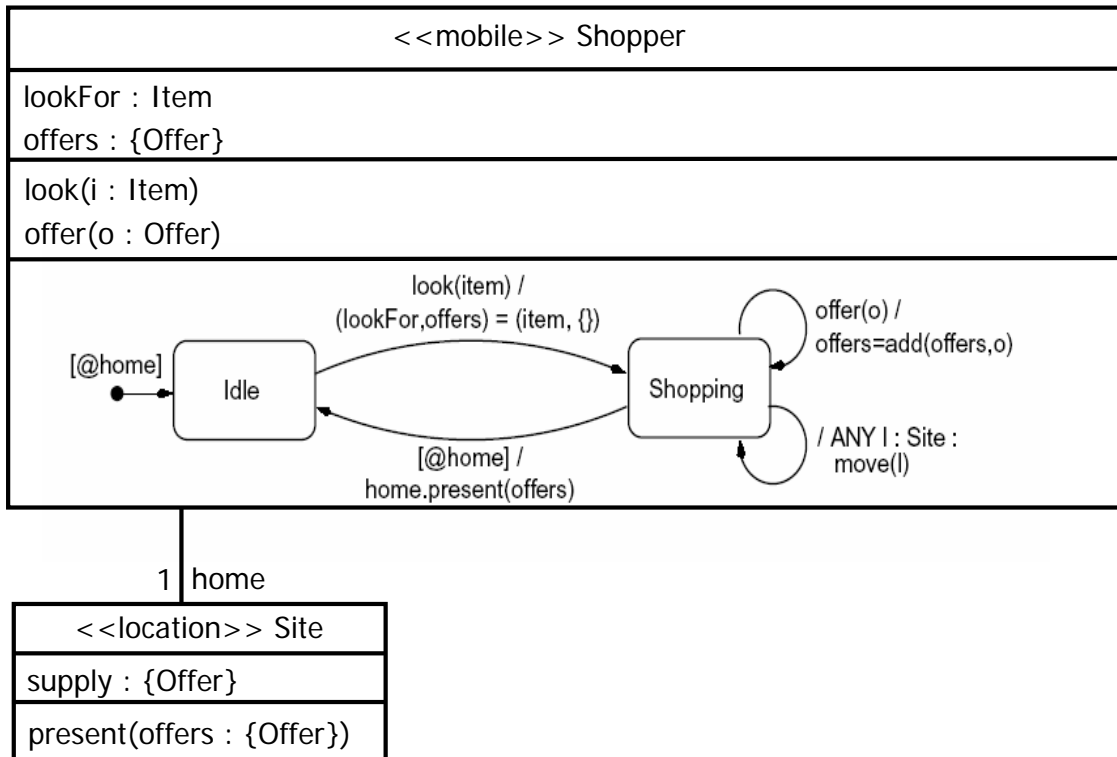 <<mobile>> Shopper
lookFor : Item
offers : {Offer}
look(i : Item)
offer(o : Offer)
look(item) /
(lookFor,offers) = (item, {})
[@home]
Idle
Shopping
offer(o) /
offers=add(offers,o)
/ ANY l : Site :
move(l)
[@home] /
home.present(offers)
1 home
<<location>> Site
supply : {Offer}
present(offers : {Offer})